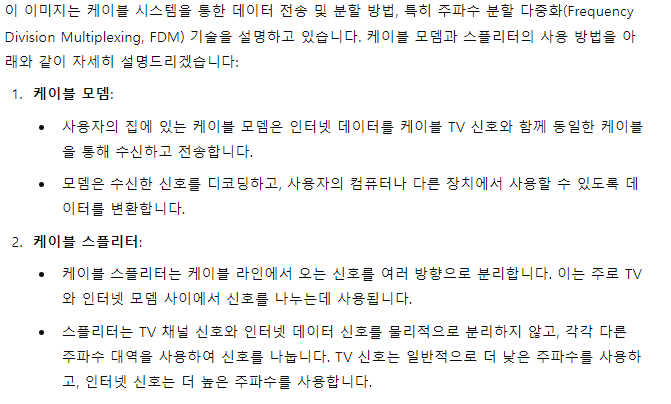 이 이미지는 케이블 시스템을 통한 데이터 전송 및 분할 방법, 특히 주파수 분할 다중화(Frequency
Division Multiplexing, FDM) 기술을 설명하고 있습니다. 케이블 모뎀과 스플리터의 사용 방법을 아
래와 같이 자세히 설명드리겠습니다:
1. 케이블 모뎀:
• 사용자의 집에 있는 케이블 모뎀은 인터넷 데이터를 케이블 TV 신호와 함께 동일한 케이블
을 통해 수신하고 전송합니다.
• 모뎀은 수신한 신호를 디코딩하고, 사용자의 컴퓨터나 다른 장치에서 사용할 수 있도록 데
이터를 변환합니다.
2. 케이블 스플리터:
• 케이블 스플리터는 케이블 라인에서 오는 신호를 여러 방향으로 분리합니다. 이는 주로 TV
와 인터넷 모뎀 사이에서 신호를 나누는데 사용됩니다.
• 스플리터는 TV 채널 신호와 인터넷 데이터 신호를 물리적으로 분리하지 않고, 각각 다른
주파수 대역을 사용하여 신호를 나눕니다. TV 신호는 일반적으로 더 낮은 주파수를 사용하
고, 인터넷 신호는 더 높은 주파수를 사용합니다.